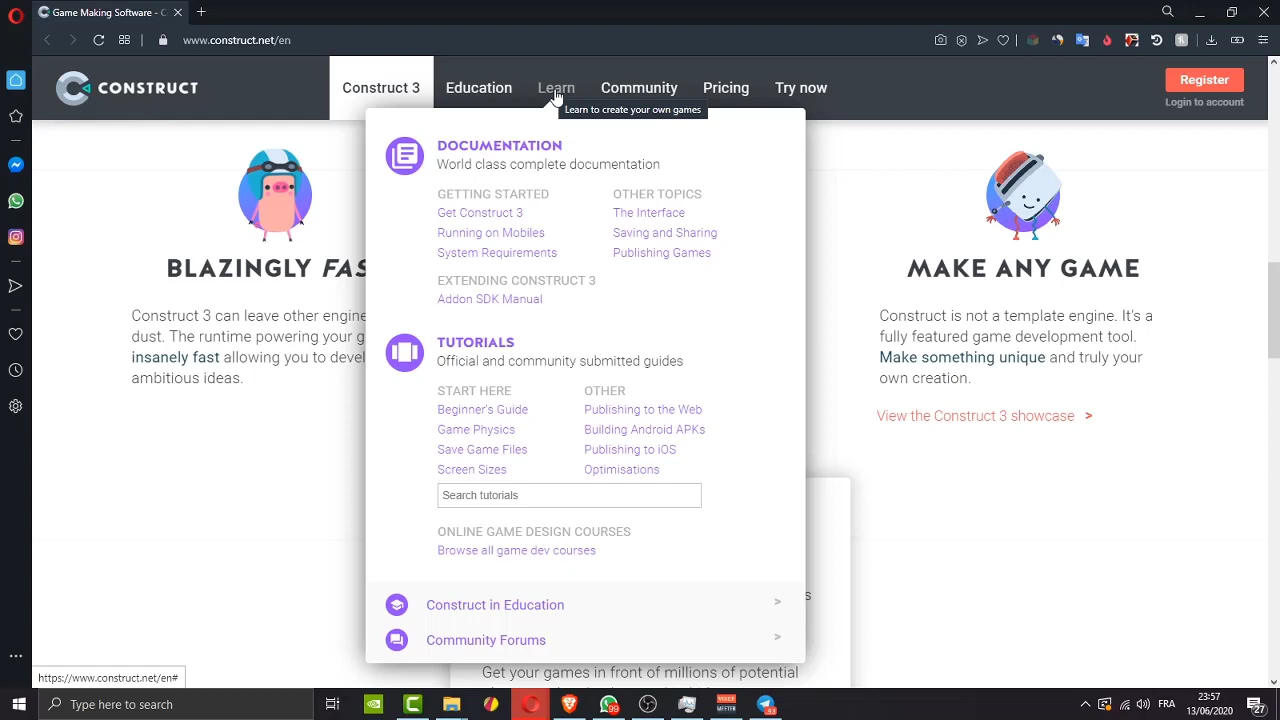 Game Making Software - C
www.construct.net/en
CONSTRUCT
Construct 3
Education
Learn
Community
Pricing
Try now
Register
Login to account
Learn to create your own games
DOCUMENTATION
World class complete documentation
GETTING STARTED
Get Construct 3
Running on Mobiles
System Requirements
OTHER TOPICS
The Interface
Saving and Sharing
Publishing Games
EXTENDING CONSTRUCT 3
Addon SDK Manual
TUTORIALS
Official and community submitted guides
START HERE
Beginner's Guide
Game Physics
Save Game Files
Screen Sizes
OTHER
Publishing to the Web
Building Android APKs
Publishing to iOS
Optimisations
Search tutorials
ONLINE GAME DESIGN COURSES
Browse all game dev courses
Construct in Education >
Community Forums >
BLAZINGLY FAS
Construct 3 can leave other engine
dust. The runtime powering your g
insanely fast allowing you to devel
ambitious ideas.
MAKE ANY GAME
Construct is not a template engine. It's a
fully featured game development tool.
Make something unique and truly your
own creation.
View the Construct 3 showcase >
s
Get your games in front of millions of potential
https://www.construct.net/en#
Type here to search
99
VOICE
MEETER
93
FRA
23:57
13/06/2020
2